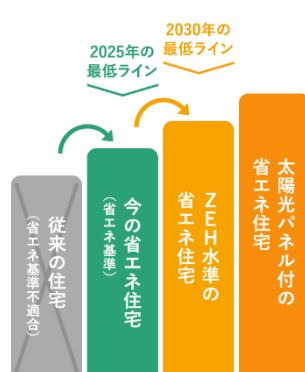 2025年の
最低ライン
2030年の
最低ライン
従来の住宅
（省エネ基準不適合）
今の省エネ住宅
（省エネ基準）
ZEH水準の
省エネ住宅
太陽光パネル付の
省エネ住宅